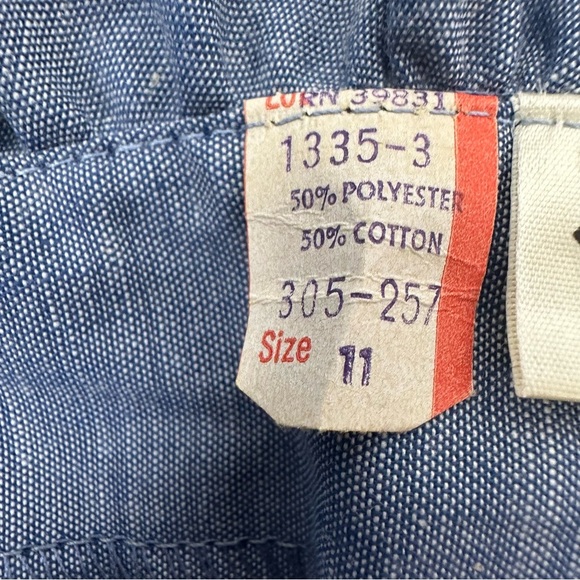 RN 39831
1335-3
50% POLYESTER
50% COTTON
305-257
Size 11